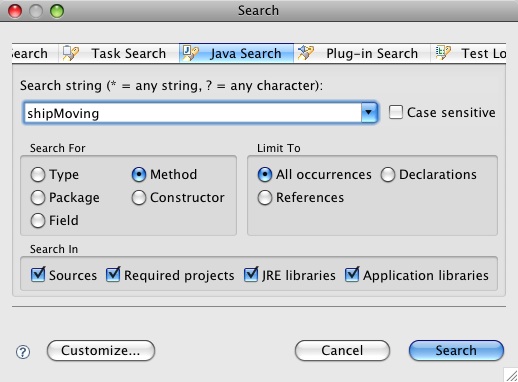 Search
earch Task Search Java Search Plug-in Search Test Lo
Search string (* = any string, ? = any character):
shipMoving Case sensitive
Search For Limit To
Type Method All occurrences Declarations
Package Constructor References
Field
Search In
Sources Required projects JRE libraries Application libraries
? Customize... Cancel Search